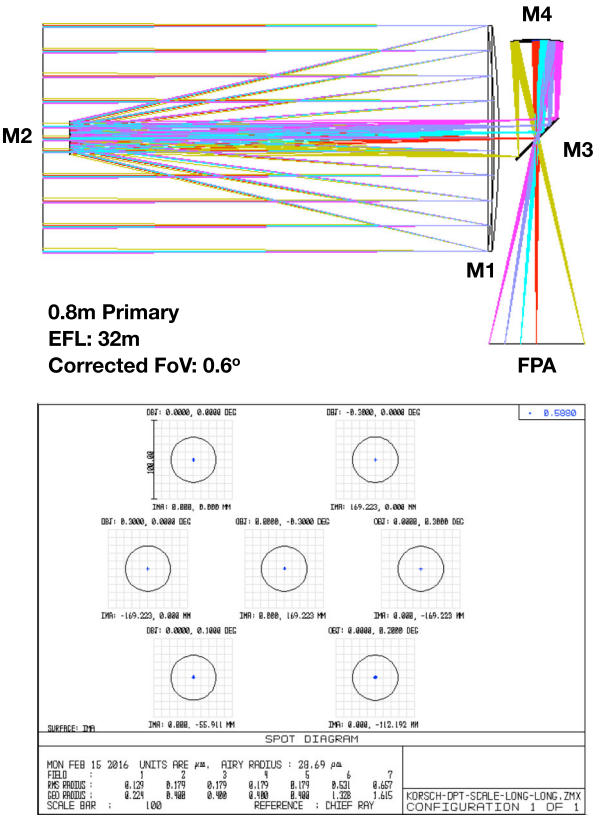 M4
M2
M3
M1
0.8m Primary
EFL: 32m
Corrected FoV: 0.6º
FPA
OBJ: 0.0000, 0.0000 DEG
OBJ: -0.3000, 0.0000 DEG
0.5880
100.00
IMA: 0.000, 0.000 MM
IMA: 169.223, 0.000 MM
OBJ: 0.3000, 0.0000 DEG
OBJ: 0.0000, -0.3000 DEG
OBJ: 0.0000, 0.3000 DEG
IMA: -169.223, 0.000 MM
IMA: 0.000, 169.223 MM
IMA: 0.000, -169.223 MM
OBJ: 0.0000, 0.1000 DEG
OBJ: 0.0000, 0.2000 DEG
IMA: 0.000, -55.911 MM
IMA: 0.000, -112.192 MM
SURFACE: IMA
SPOT DIAGRAM
MON FEB 15 2016 UNITS ARE µm. AIRY RADIUS : 28.69 µm
FIELD : 1 2 3 4 5 6 7
RMS RADIUS : 0.129 0.179 0.179 0.179 0.179 0.531 0.657
GEO RADIUS : 0.224 0.400 0.400 0.400 0.400 1.328 1.615
SCALE BAR : 100 REFERENCE : CHIEF RAY
KORSCH-OPT-SCALE-LONG-LONG.ZMX
CONFIGURATION 1 OF 1